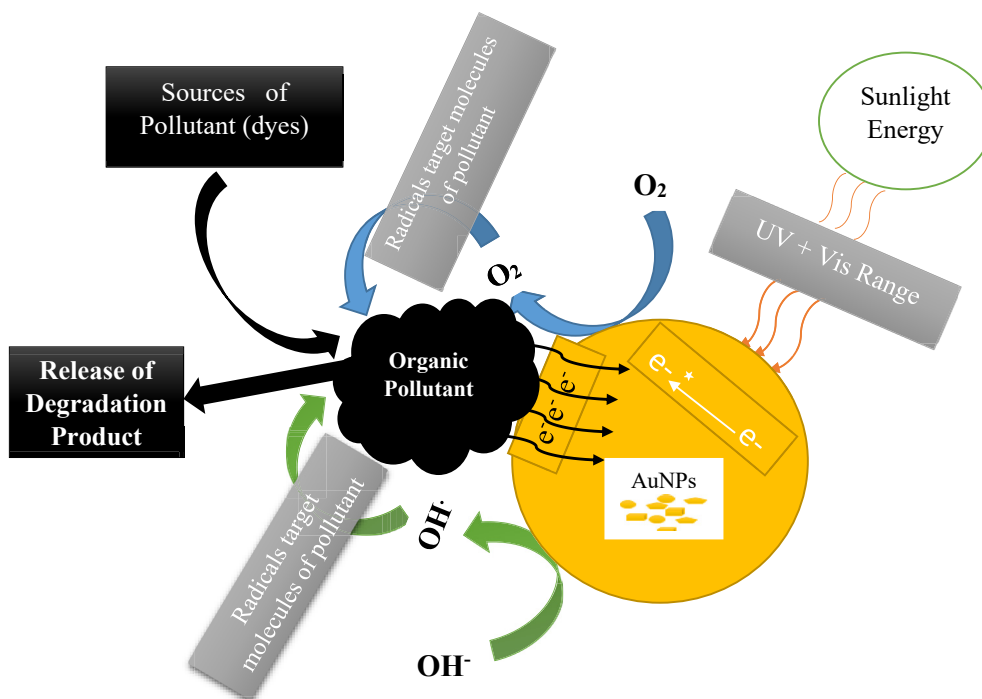 Sources of
Pollutant (dyes)
Radicals target molecules
of pollutant
O₂
Sunlight
Energy
UV + Vis Range
O₂
Organic
Pollutant
e- e- e- e-
e- *
e-
AuNPs
Release of
Degradation
Product
Radicals target
molecules of pollutant
OH·
OH⁻